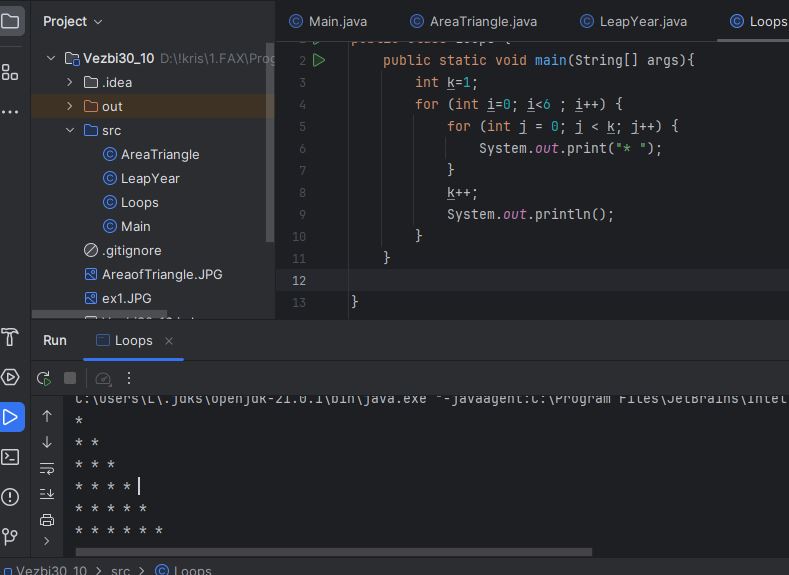 Project
Main.java
AreaTriangle.java
LeapYear.java
Loops
Vezbi30_10 D:\!kris\1.FAX\Prog
.idea
out
src
AreaTriangle
LeapYear
Loops
Main
.gitignore
AreaofTriangle.JPG
ex1.JPG
public class Loops {
2 public static void main(String[] args){
3 int k=1;
4 for (int i=0; i<6 ; i++) {
5 for (int j = 0; j < k; j++) {
6 System.out.print("* ");
7 }
8 k++;
9 System.out.println();
10 }
11 }
12
13 }
Run
Loops
C:\Users\L\.jdks\openjdk-21.0.1\bin\java.exe "-javaagent:C:\Program Files\JetBrains\Intel
*
* *
* * *
* * * *
* * * * *
* * * * * *
Vezbi30_10 > src > Loops